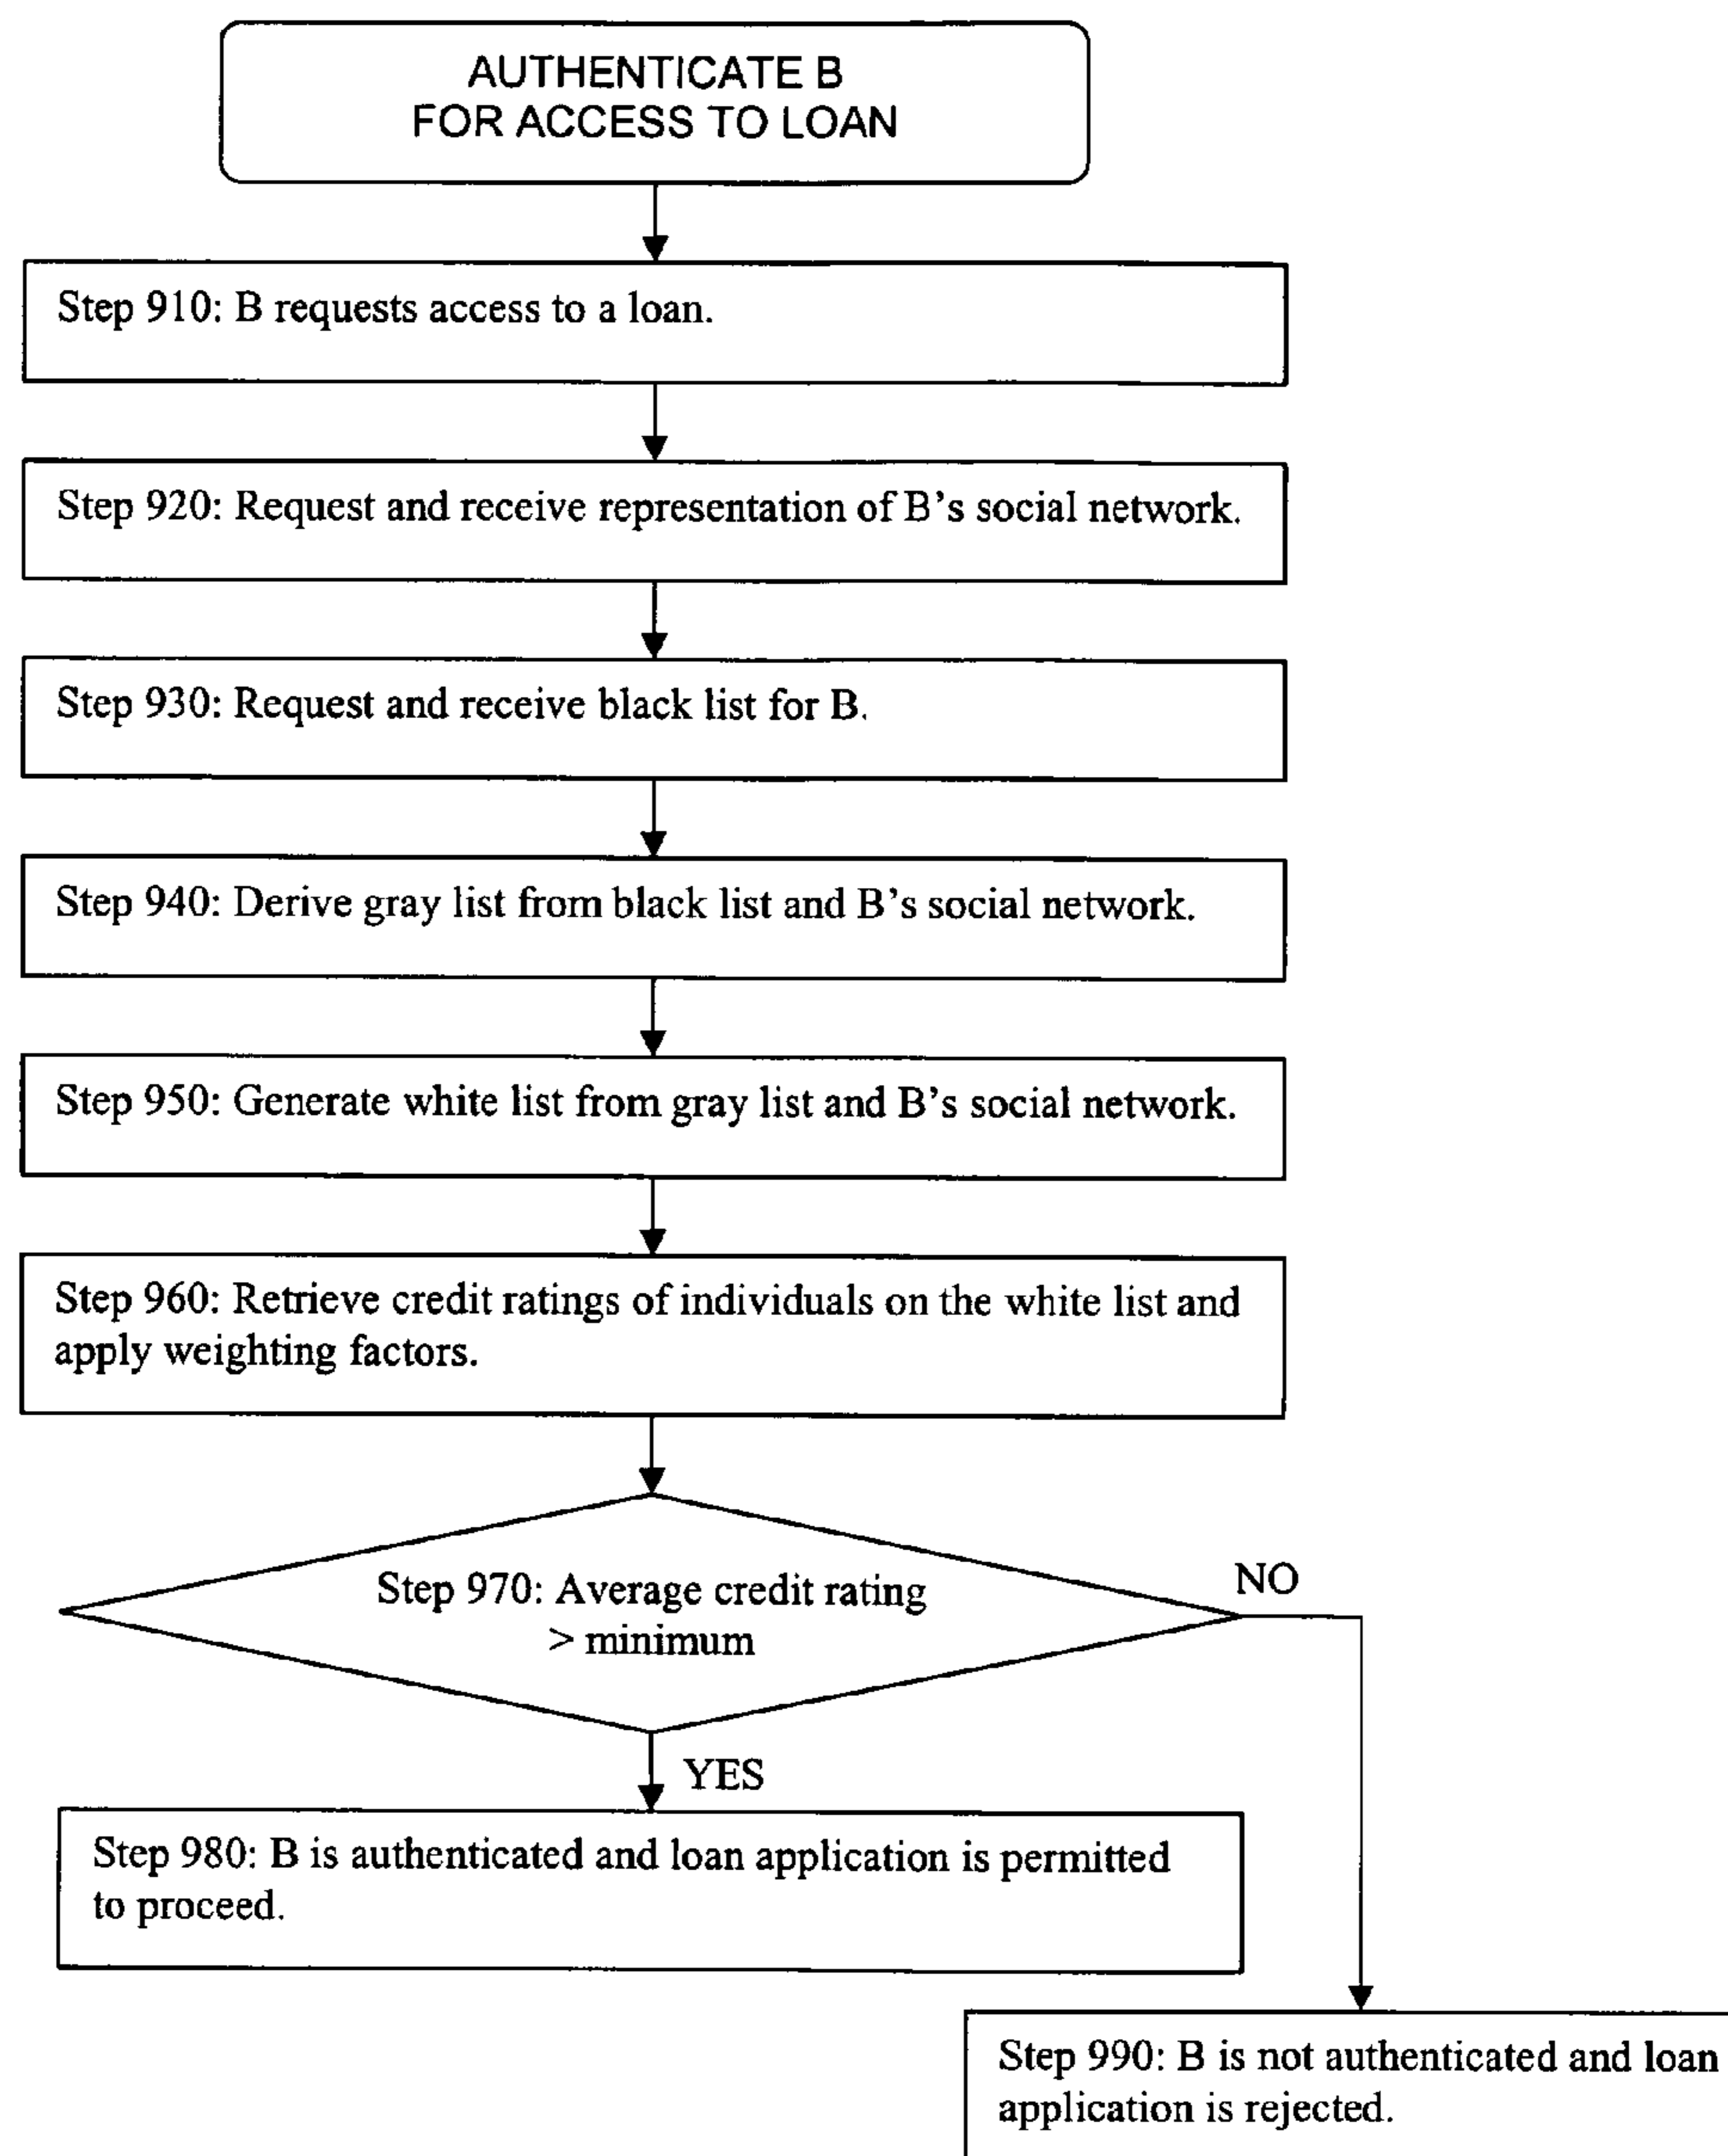 AUTHENTICATE B
FOR ACCESS TO LOAN
Step 910: B requests access to a loan.
Step 920: Request and receive representation of B's social network.
Step 930: Request and receive black list for B.
Step 940: Derive gray list from black list and B's social network.
Step 950: Generate white list from gray list and B's social network.
Step 960: Retrieve credit ratings of individuals on the white list and
apply weighting factors.
Step 970: Average credit rating
> minimum
NO
YES
Step 980: B is authenticated and loan application is permitted
to proceed.
Step 990: B is not authenticated and loan
application is rejected.